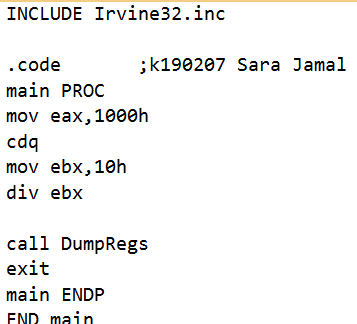 INCLUDE Irvine32.inc
.code ;k190207 Sara Jamal
main PROC
mov eax,1000h
cdq
mov ebx,10h
div ebx
call DumpRegs
exit
main ENDP
END main